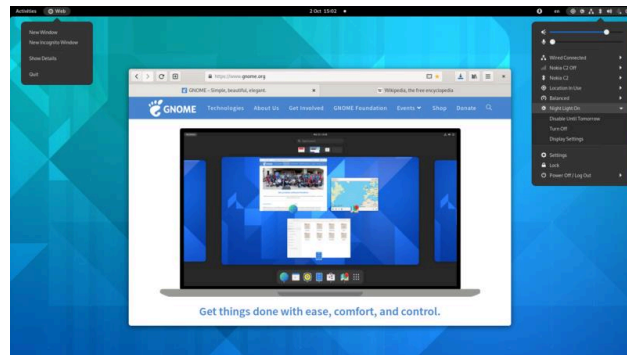 Activities
Web
2 Oct 15:02
en
New Window
New Incognito Window
Show Details
Quit
https://www.gnome.org
GNOME – Simple, beautiful, elegant.
Wikipedia, the free encyclopedia
GNOME
Technologies About Us Get Involved GNOME Foundation Events Shop Donate
Get things done with ease, comfort, and control.
Wired Connected
Nokia C2 Off
Nokia C2
Location In Use
Balanced
Night Light On
Disable Until Tomorrow
Turn Off
Display Settings
Settings
Lock
Power Off / Log Out